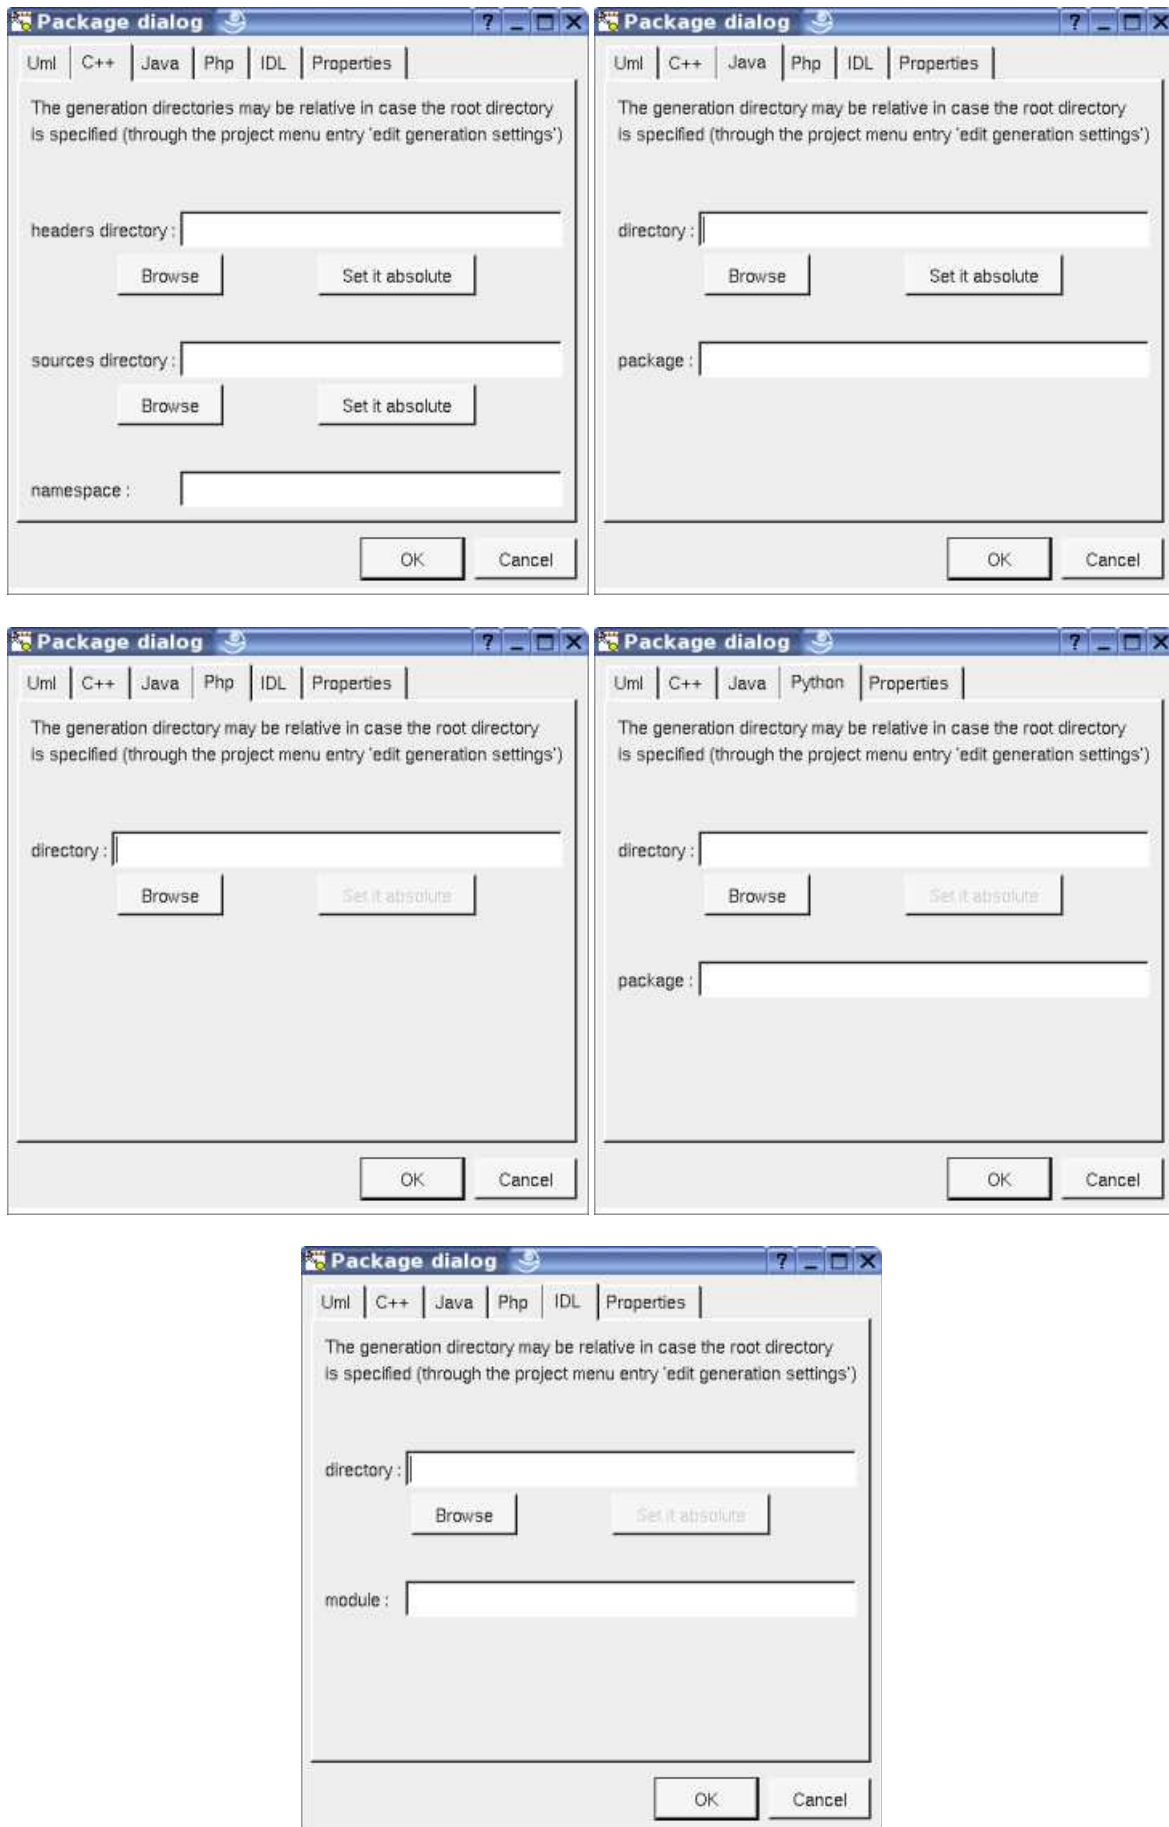 Package dialog ? _ X
Uml C++ Java Php IDL Properties
The generation directories may be relative in case the root directory
is specified (through the project menu entry 'edit generation settings')
headers directory :
Browse Set it absolute
sources directory :
Browse Set it absolute
namespace :
OK Cancel
Package dialog ? _ X
Uml C++ Java Php IDL Properties
The generation directory may be relative in case the root directory
is specified (through the project menu entry 'edit generation settings')
directory :
Browse Set it absolute
package :
OK Cancel
Package dialog ? _ X
Uml C++ Java Php IDL Properties
The generation directory may be relative in case the root directory
is specified (through the project menu entry 'edit generation settings')
directory :
Browse Set it absolute
OK Cancel
Package dialog ? _ X
Uml C++ Java Python Properties
The generation directory may be relative in case the root directory
is specified (through the project menu entry 'edit generation settings')
directory :
Browse Set it absolute
package :
OK Cancel
Package dialog ? _ X
Uml C++ Java Php IDL Properties
The generation directory may be relative in case the root directory
is specified (through the project menu entry 'edit generation settings')
directory :
Browse Set it absolute
module :
OK Cancel